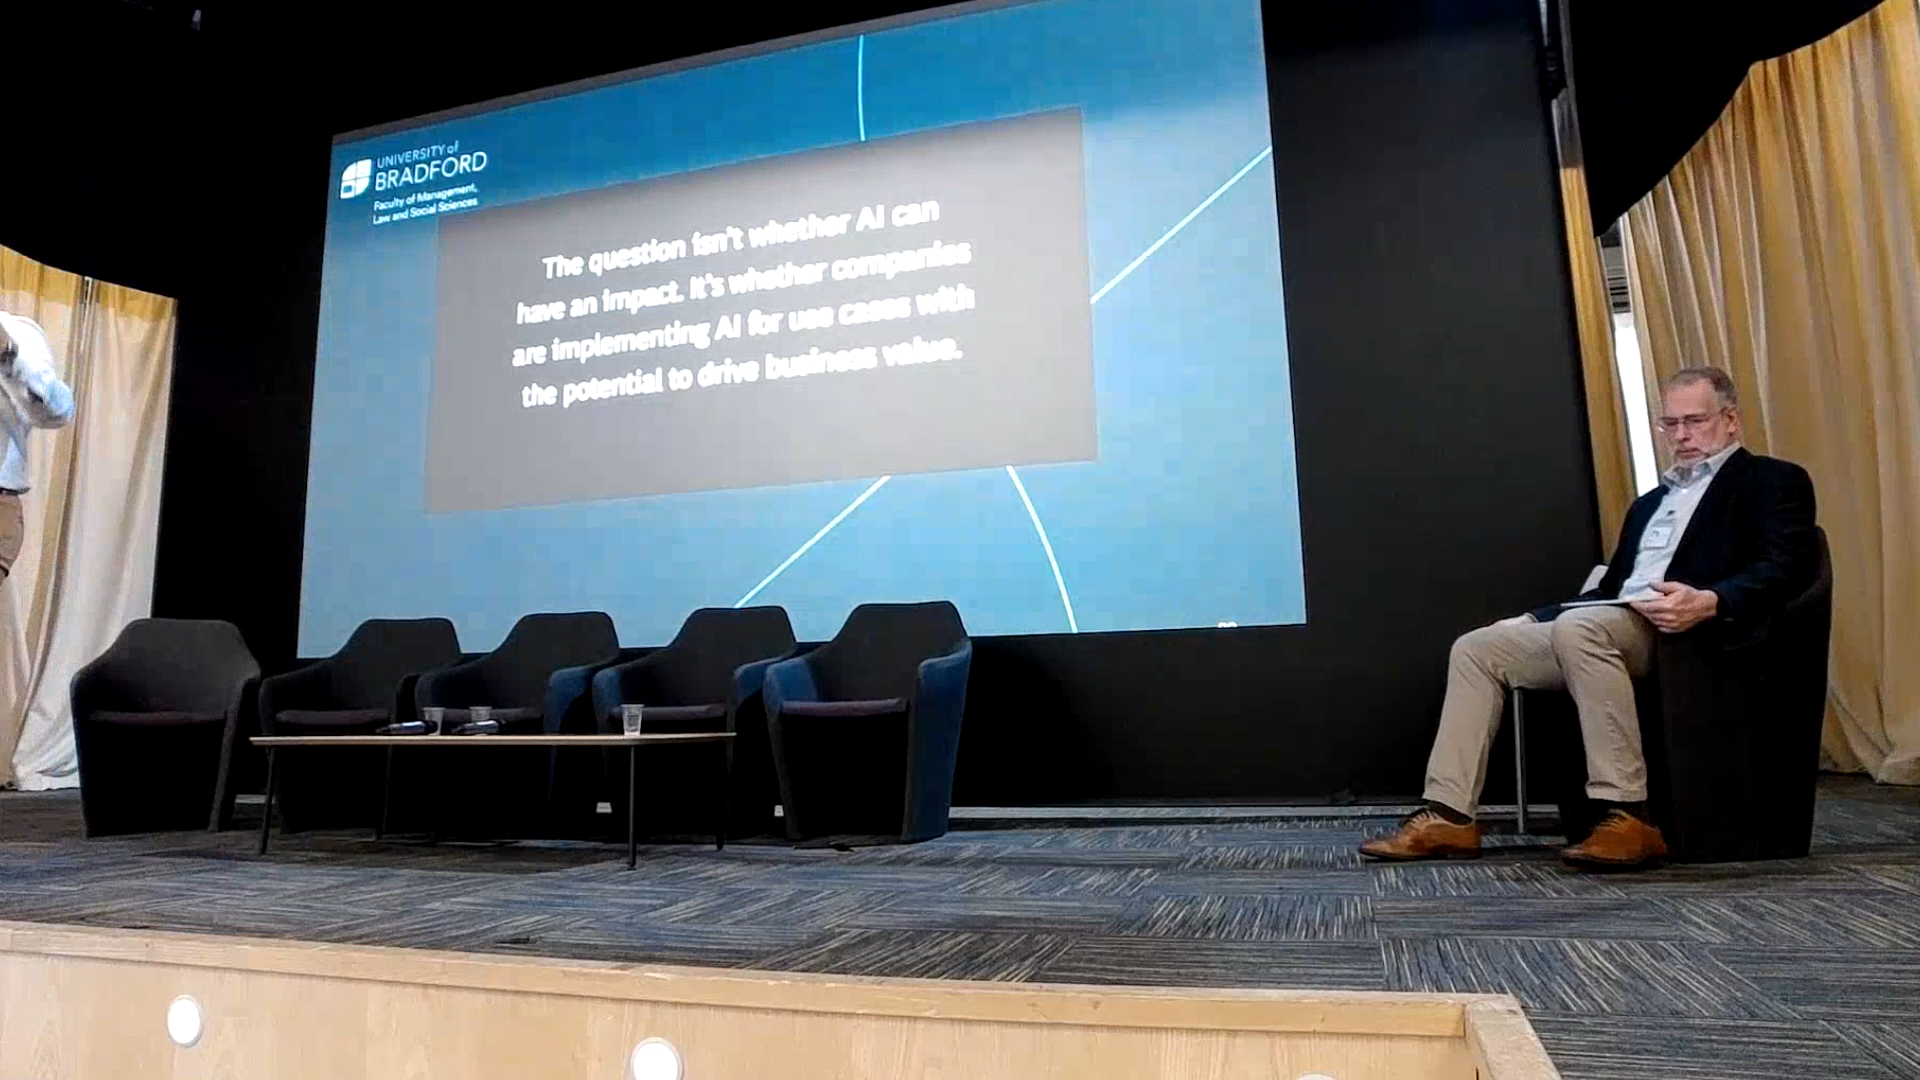 UNIVERSITY of
BRADFORD
Faculty of Management,
Law and Social Sciences
The question isn't whether AI can
have an impact. It's whether companies
are implementing AI for use cases with
the potential to drive business value.